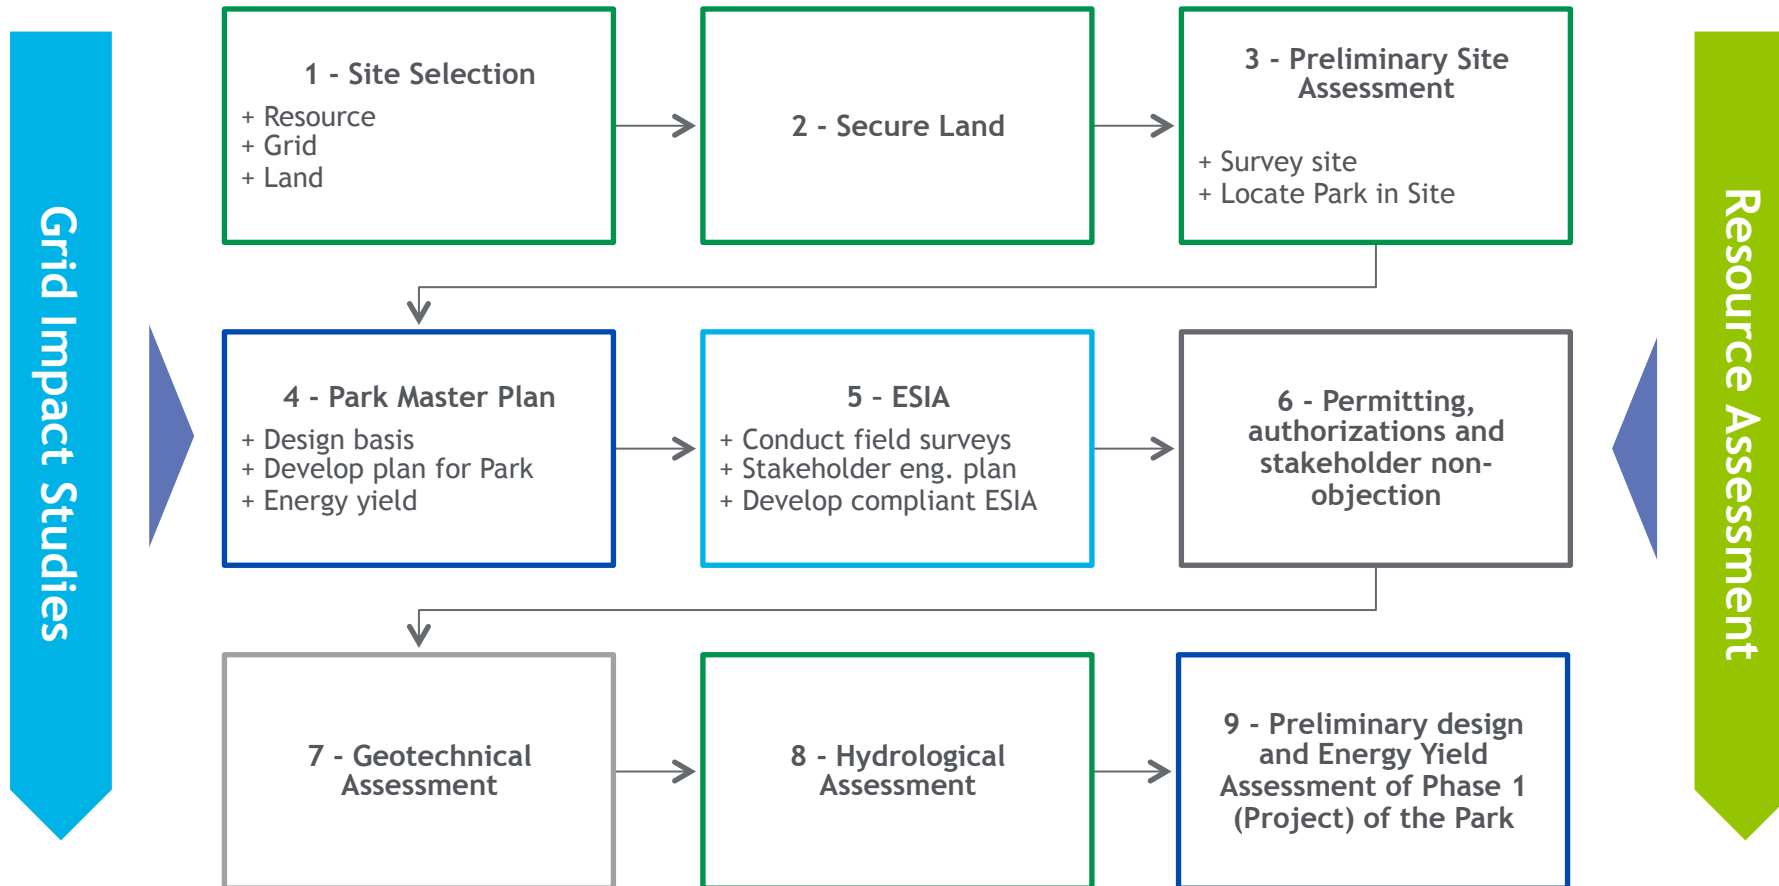 Grid Impact Studies
1 - Site Selection
+ Resource
+ Grid
+ Land
2 - Secure Land
3 - Preliminary Site
Assessment
+ Survey site
+ Locate Park in Site
4 - Park Master Plan
+ Design basis
+ Develop plan for Park
+ Energy yield
5 – ESIA
+ Conduct field surveys
+ Stakeholder eng. plan
+ Develop compliant ESIA
6 - Permitting,
authorizations and
stakeholder non-
objection
7 - Geotechnical
Assessment
8 - Hydrological
Assessment
9 - Preliminary design
and Energy Yield
Assessment of Phase 1
(Project) of the Park
Resource Assessment